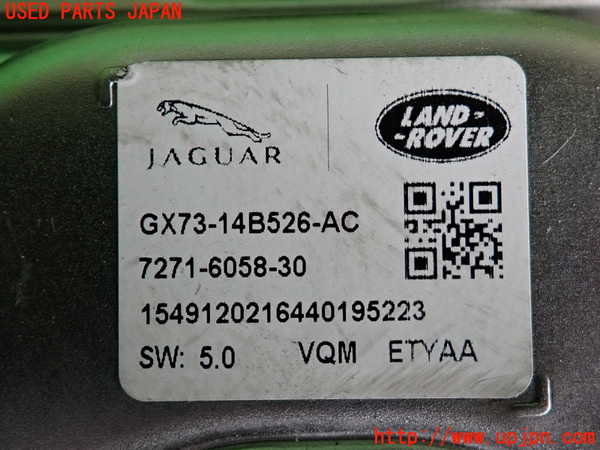 USED PARTS JAPAN
JAGUAR
LAND-
-ROVER
GX73-14B526-AC
7271-6058-30
1549120216440195223
SW: 5.0 VQM ETYAA
http://www.upjpn.com/